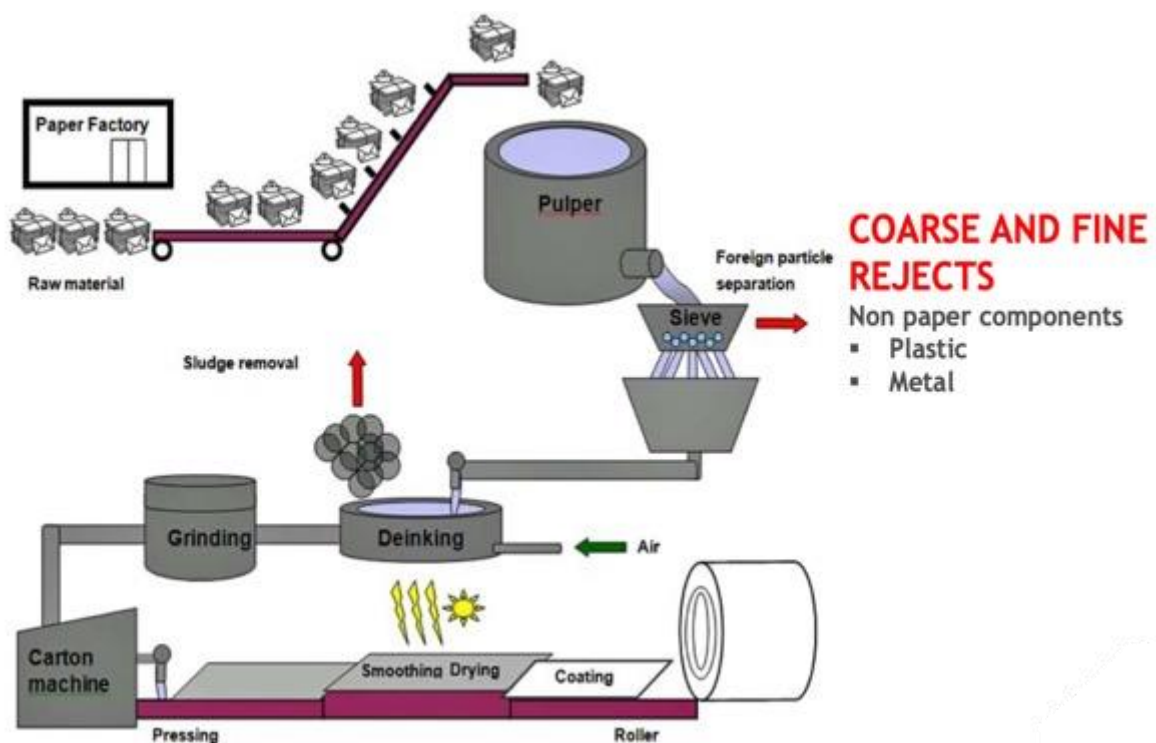 Paper Factory
Raw material
Pulper
Foreign particle
separation
Sieve
COARSE AND FINE
REJECTS
Non paper components
▪ Plastic
▪ Metal
Sludge removal
Grinding
Deinking
Air
Carton
machine
Smoothing Drying
Coating
Pressing
Roller